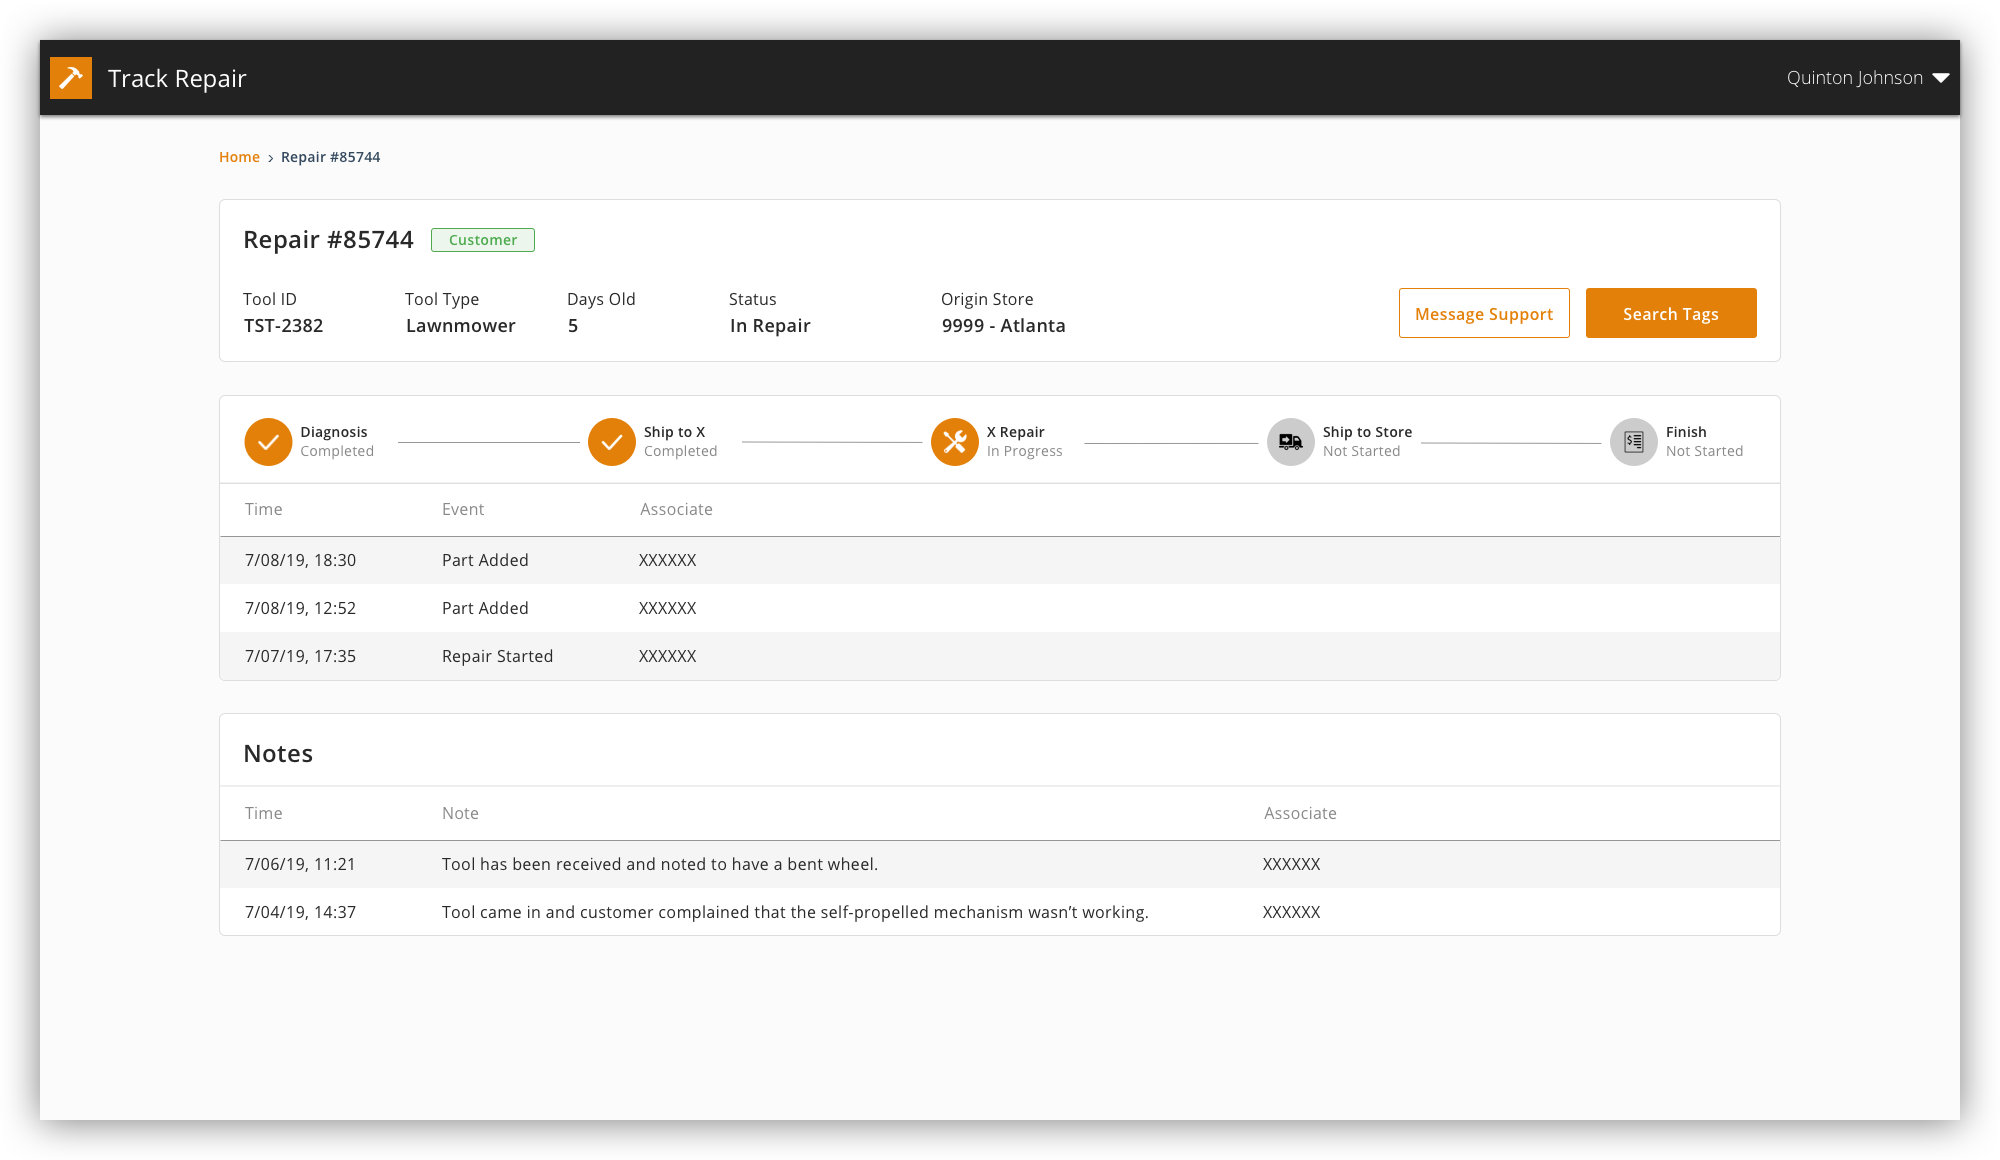 Track Repair
Quinton Johnson
Home › Repair #85744
Repair #85744
Customer
Tool ID Tool Type Days Old Status Origin Store
TST-2382 Lawnmower 5 In Repair 9999 - Atlanta
Message Support Search Tags
Diagnosis Ship to X X Repair Ship to Store Finish
Completed Completed In Progress Not Started Not Started
Time Event Associate
7/08/19, 18:30 Part Added XXXXXX
7/08/19, 12:52 Part Added XXXXXX
7/07/19, 17:35 Repair Started XXXXXX
Notes
Time Note Associate
7/06/19, 11:21 Tool has been received and noted to have a bent wheel. XXXXXX
7/04/19, 14:37 Tool came in and customer complained that the self-propelled mechanism wasn’t working. XXXXXX